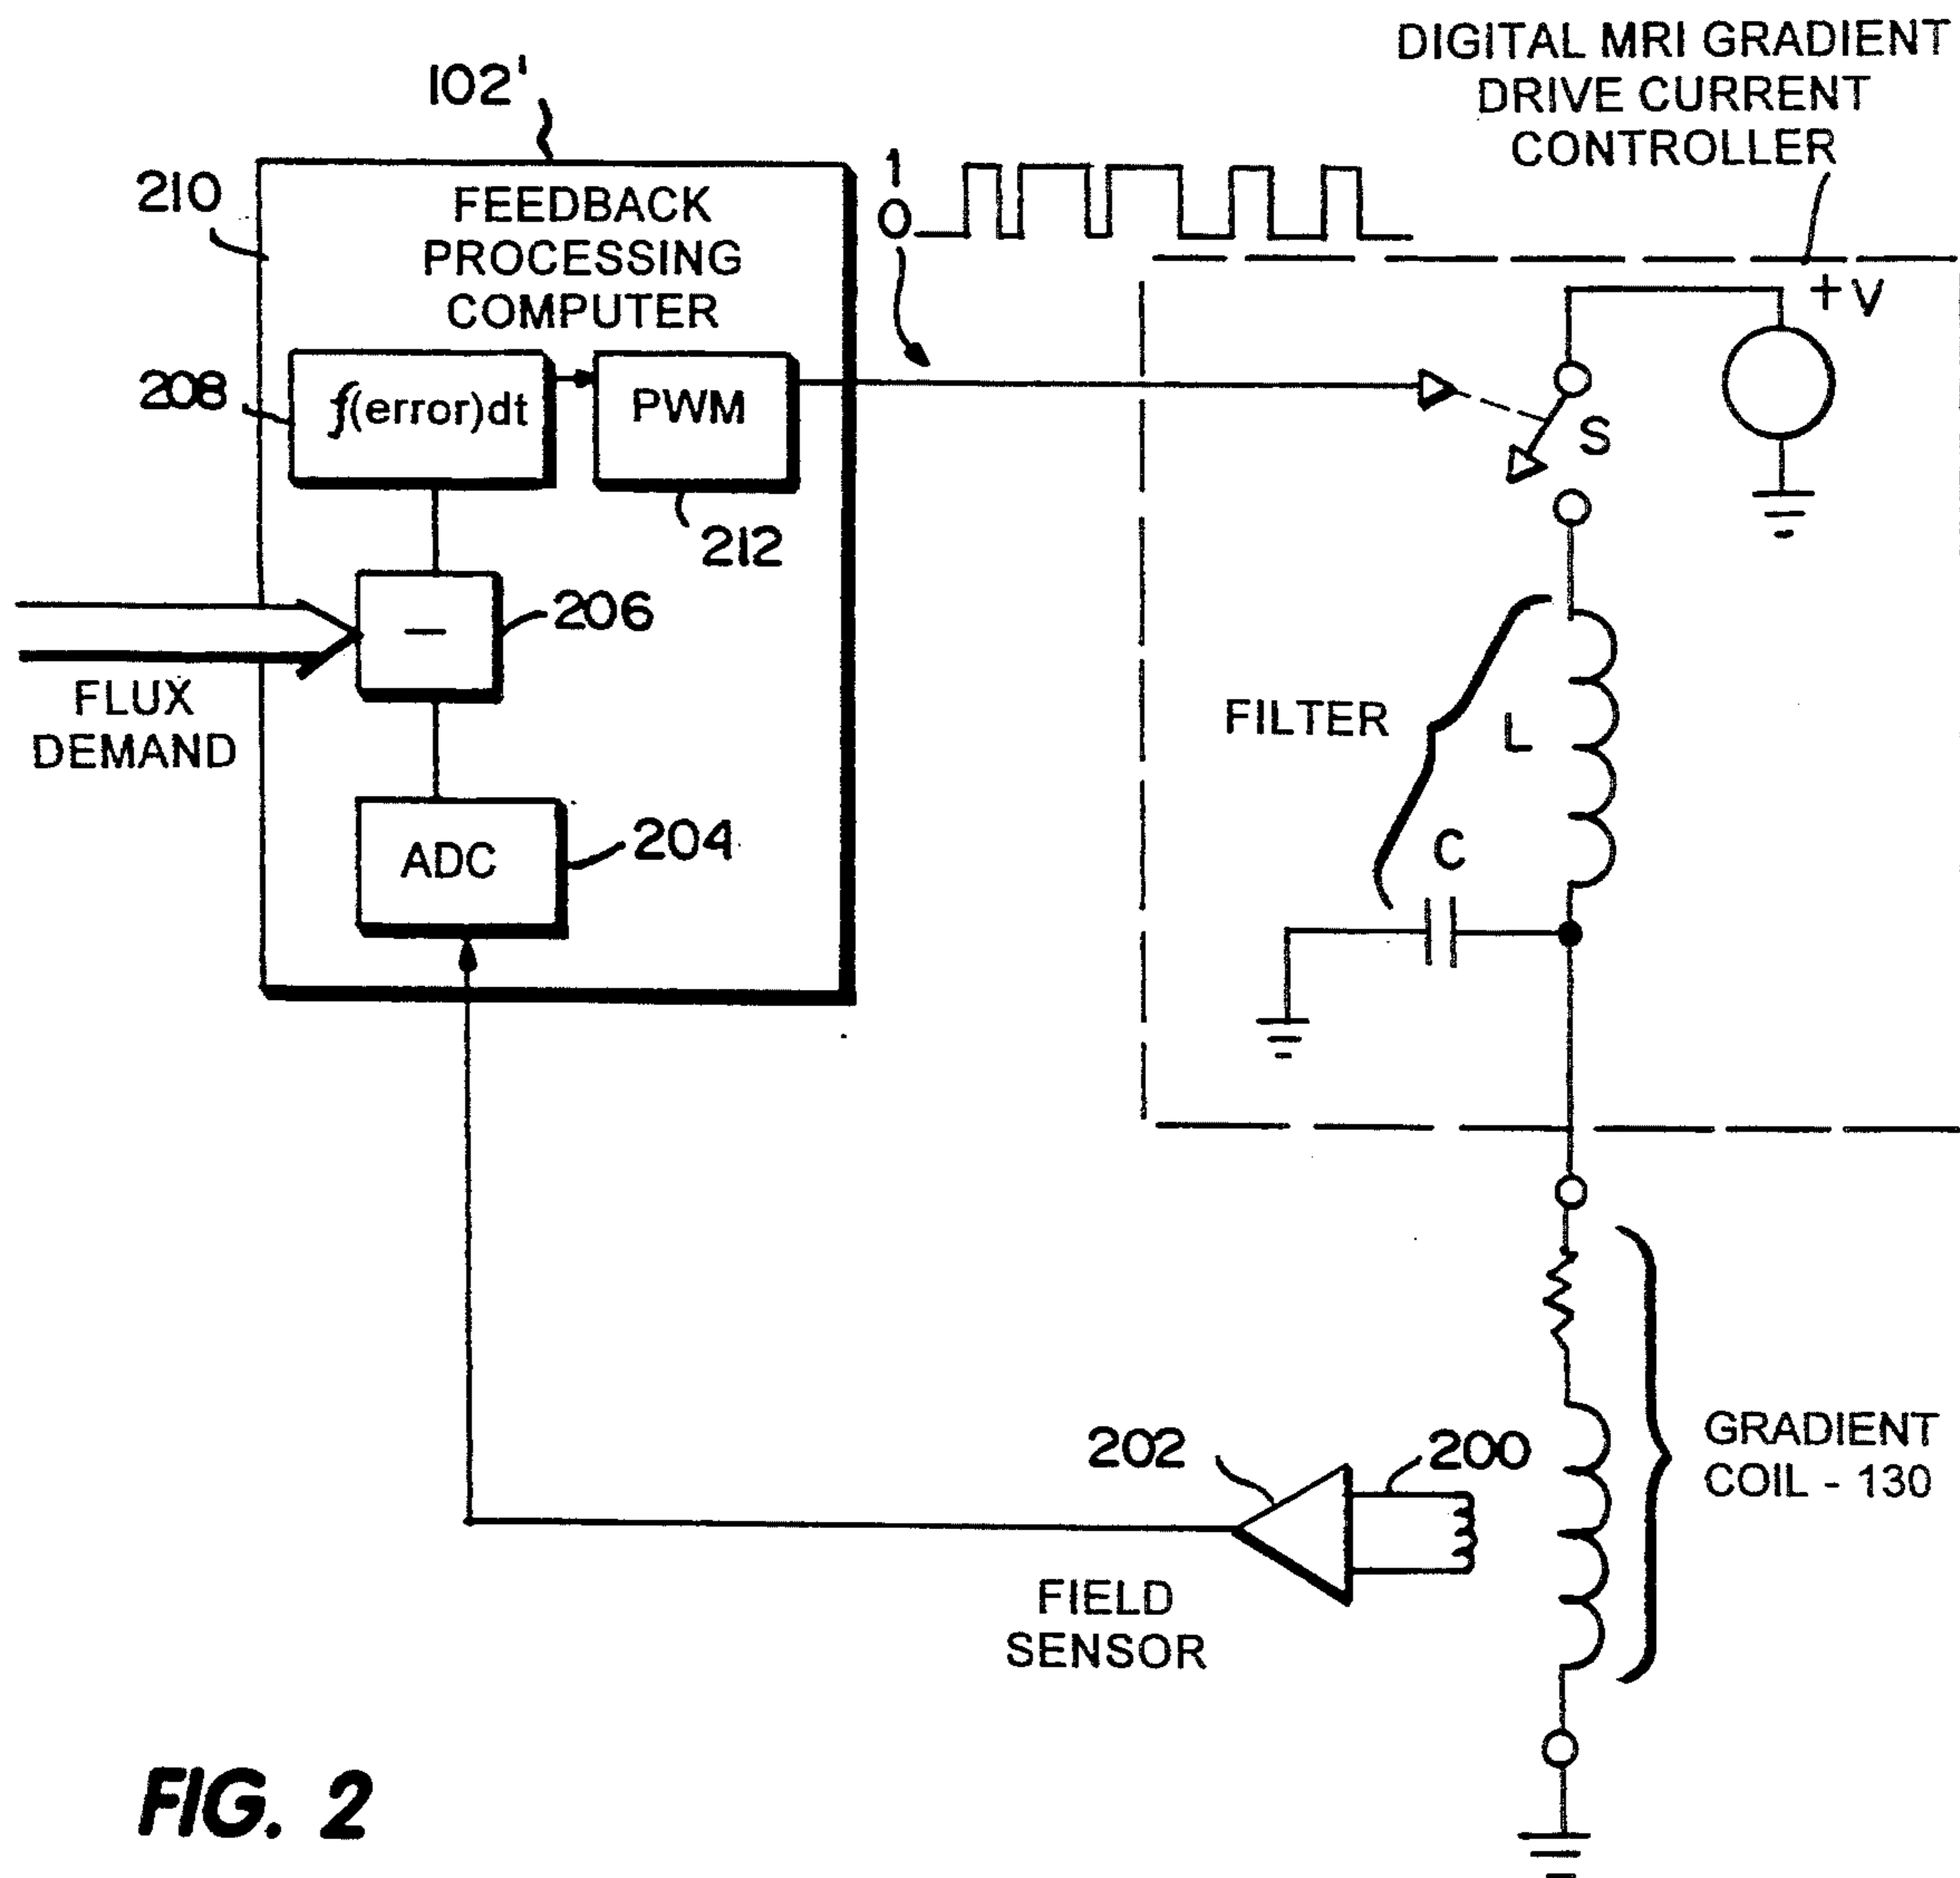 DIGITAL MRI GRADIENT
DRIVE CURRENT
CONTROLLER
102'
210
FEEDBACK
PROCESSING
COMPUTER
1
0
+V
208
∫(error)dt
PWM
S
212
206
−
FLUX
DEMAND
FILTER
L
C
ADC
204
202
200
GRADIENT
COIL - 130
FIELD
SENSOR
FIG. 2